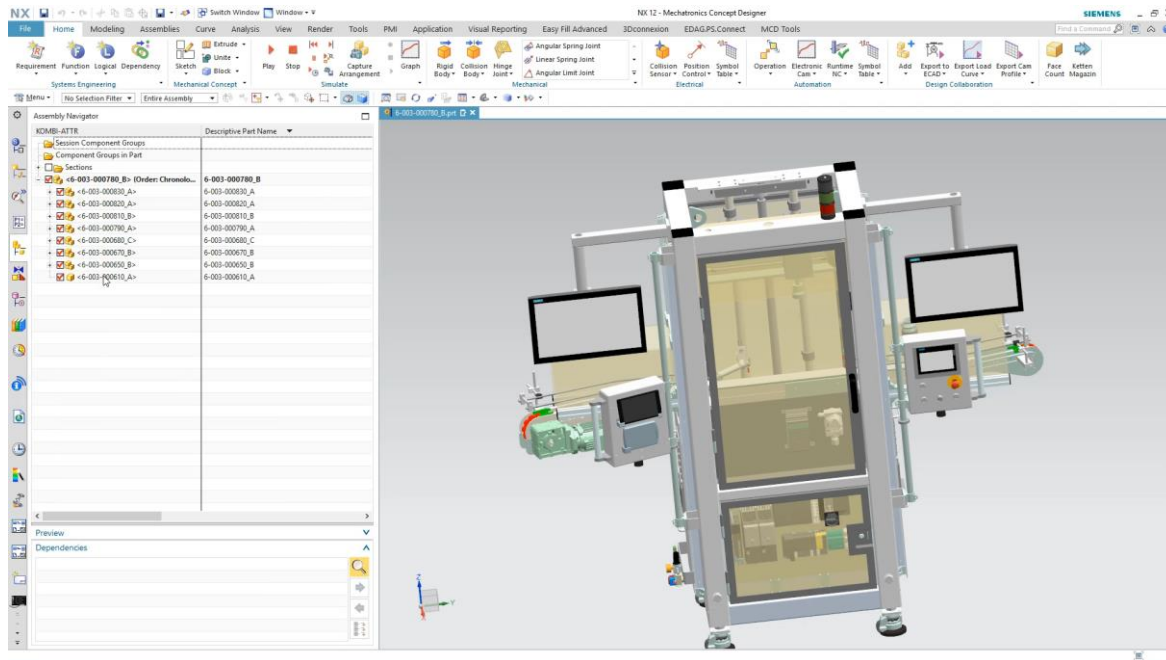 NX Switch Window Window NX 12 - Mechatronics Concept Designer SIEMENS
File Home Modeling Assemblies Curve Analysis View Render Tools PMI Application Visual Reporting Easy Fill Advanced 3Dconnexion EDAG.PS.Connect MCD Tools Find a Command
Requirement Function Logical Dependency
Systems Engineering
Sketch
Extrude
Unite
Block
Mechanical Concept
Play Stop Capture Arrangement
Simulate
Graph Rigid Body Collision Body Hinge Joint
Angular Spring Joint
Linear Spring Joint
Angular Limit Joint
Mechanical
Collision Sensor Position Control Symbol Table
Electrical
Operation Electronic Cam Runtime NC Symbol Table
Automation
Add Export to ECAD Export Load Curve Export Cam Profile
Design Collaboration
Face Count Ketten Magazin
Menu No Selection Filter Entire Assembly
Assembly Navigator
6-003-000780_B.prt
KOMBI-ATTR Descriptive Part Name
Session Component Groups
Component Groups in Part
Sections
<6-003-000780_B> (Order: Chronolo... 6-003-000780_B
<6-003-000830_A> 6-003-000830_A
<6-003-000820_A> 6-003-000820_A
<6-003-000810_B> 6-003-000810_B
<6-003-000790_A> 6-003-000790_A
<6-003-000680_C> 6-003-000680_C
<6-003-000670_B> 6-003-000670_B
<6-003-000650_B> 6-003-000650_B
<6-003-000610_A> 6-003-000610_A
Preview
Dependencies
Z
Y
X